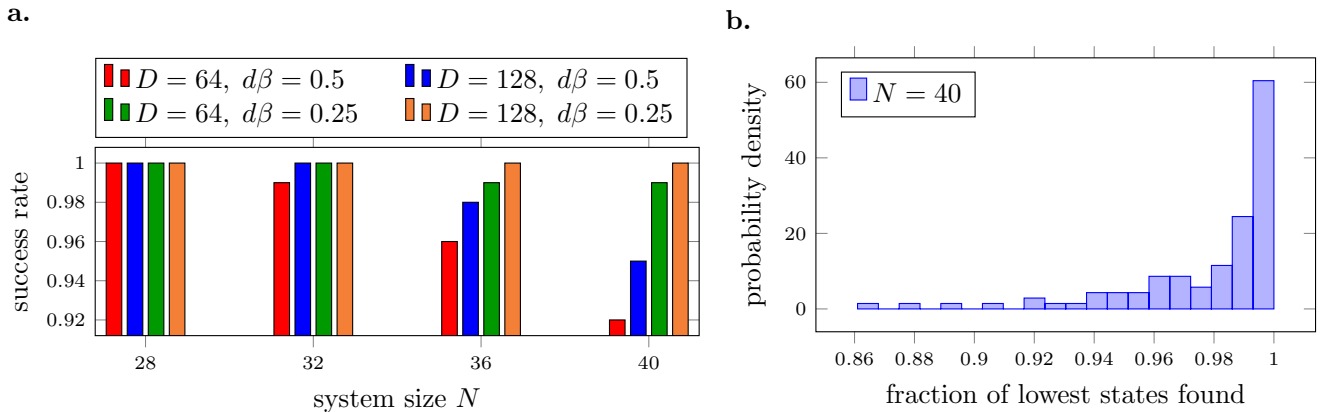 a.
D = 64, dβ = 0.5
D = 128, dβ = 0.5
D = 64, dβ = 0.25
D = 128, dβ = 0.25
1
0.98
0.96
0.94
0.92
success rate
28 32 36 40
system size N
b.
N = 40
60
40
20
0
probability density
0.86 0.88 0.9 0.92 0.94 0.96 0.98 1
fraction of lowest states found